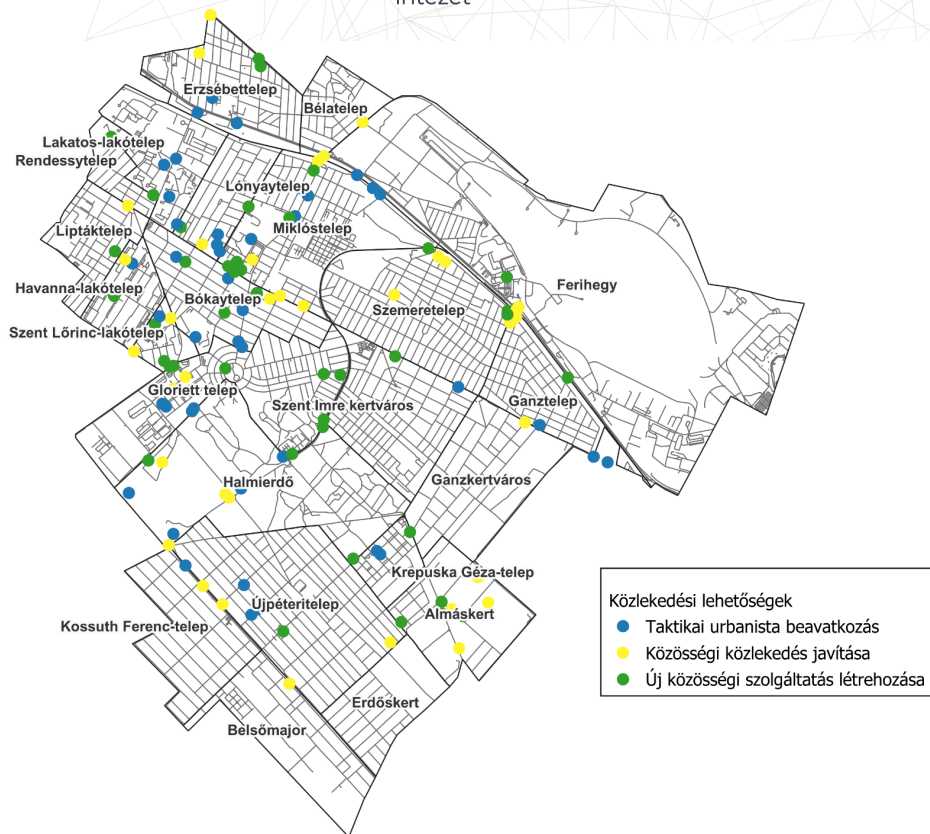 Intézet
Erzsébettelep
Bélatelep
Lakatos-lakótelep
Rendessytelep
Lónyaytelep
Miklóstelep
Liptáktelep
Havanna-lakótelep
Ferihegy
Bókaytelep
Szemeretelep
Szent Lőrinc-lakótelep
Gloriett telep
Szent Imre kertváros
Ganztelep
Halmierdő
Ganzkertváros
Krepuska Géza-telep
Újpéteritelep
Almáskert
Kossuth Ferenc-telep
Erdőskert
Belsőmajor
Közlekedési lehetőségek
Taktikai urbanista beavatkozás
Közösségi közlekedés javítása
Új közösségi szolgáltatás létrehozása